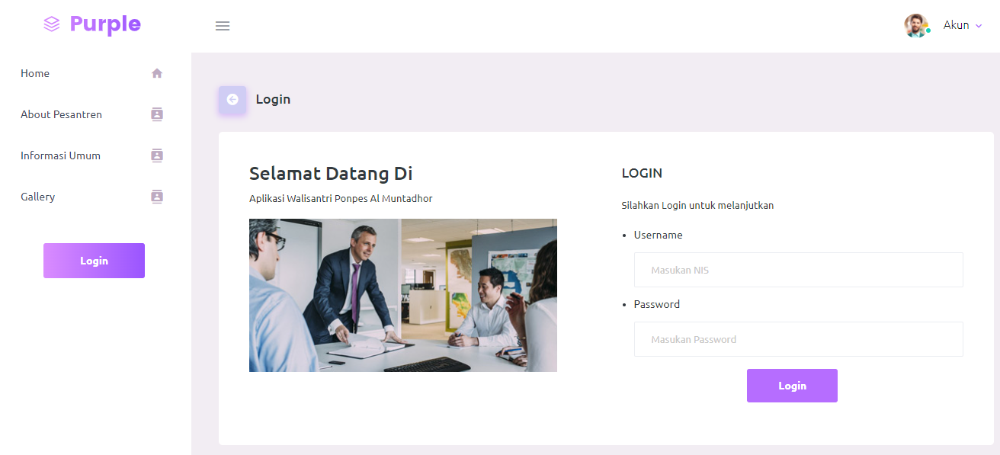 Purple
Akun
Home
About Pesantren
Informasi Umum
Gallery
Login
Login
Selamat Datang Di
Aplikasi Walisantri Ponpes Al Muntadhor
LOGIN
Silahkan Login untuk melanjutkan
Username
Masukan NIS
Password
Masukan Password
Login